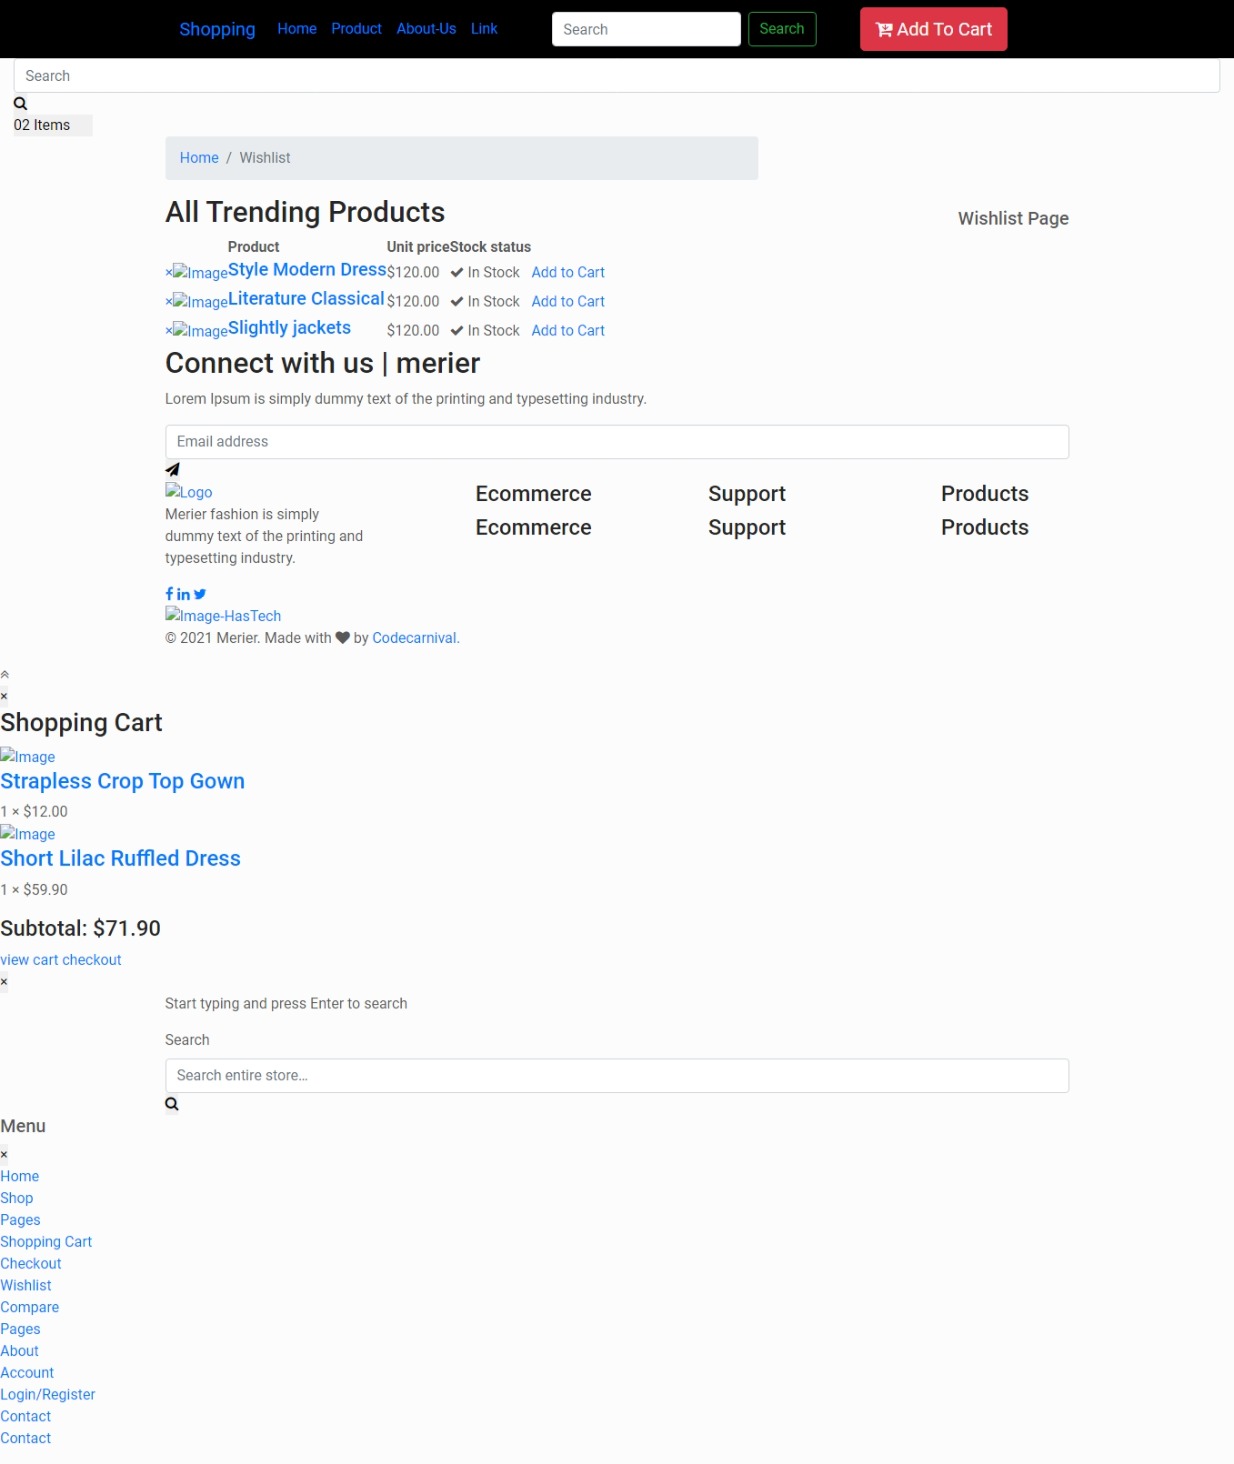 Shopping Home Product About-Us Link Search Search Add To Cart
Search
02 Items
Home / Wishlist
All Trending Products
Wishlist Page
Product Unit price Stock status
× Image Style Modern Dress $120.00 In Stock Add to Cart
× Image Literature Classical $120.00 In Stock Add to Cart
× Image Slightly jackets $120.00 In Stock Add to Cart
Connect with us | merier
Lorem Ipsum is simply dummy text of the printing and typesetting industry.
Email address
Logo
Merier fashion is simply
dummy text of the printing and
typesetting industry.
Ecommerce Support Products
Ecommerce Support Products
Image-HasTech
© 2021 Merier. Made with ❤ by Codecarnival.
×
Shopping Cart
Image
Strapless Crop Top Gown
1 × $12.00
Image
Short Lilac Ruffled Dress
1 × $59.90
Subtotal: $71.90
view cart checkout
×
Start typing and press Enter to search
Search
Search entire store...
Menu
×
Home
Shop
Pages
Shopping Cart
Checkout
Wishlist
Compare
Pages
About
Account
Login/Register
Contact
Contact